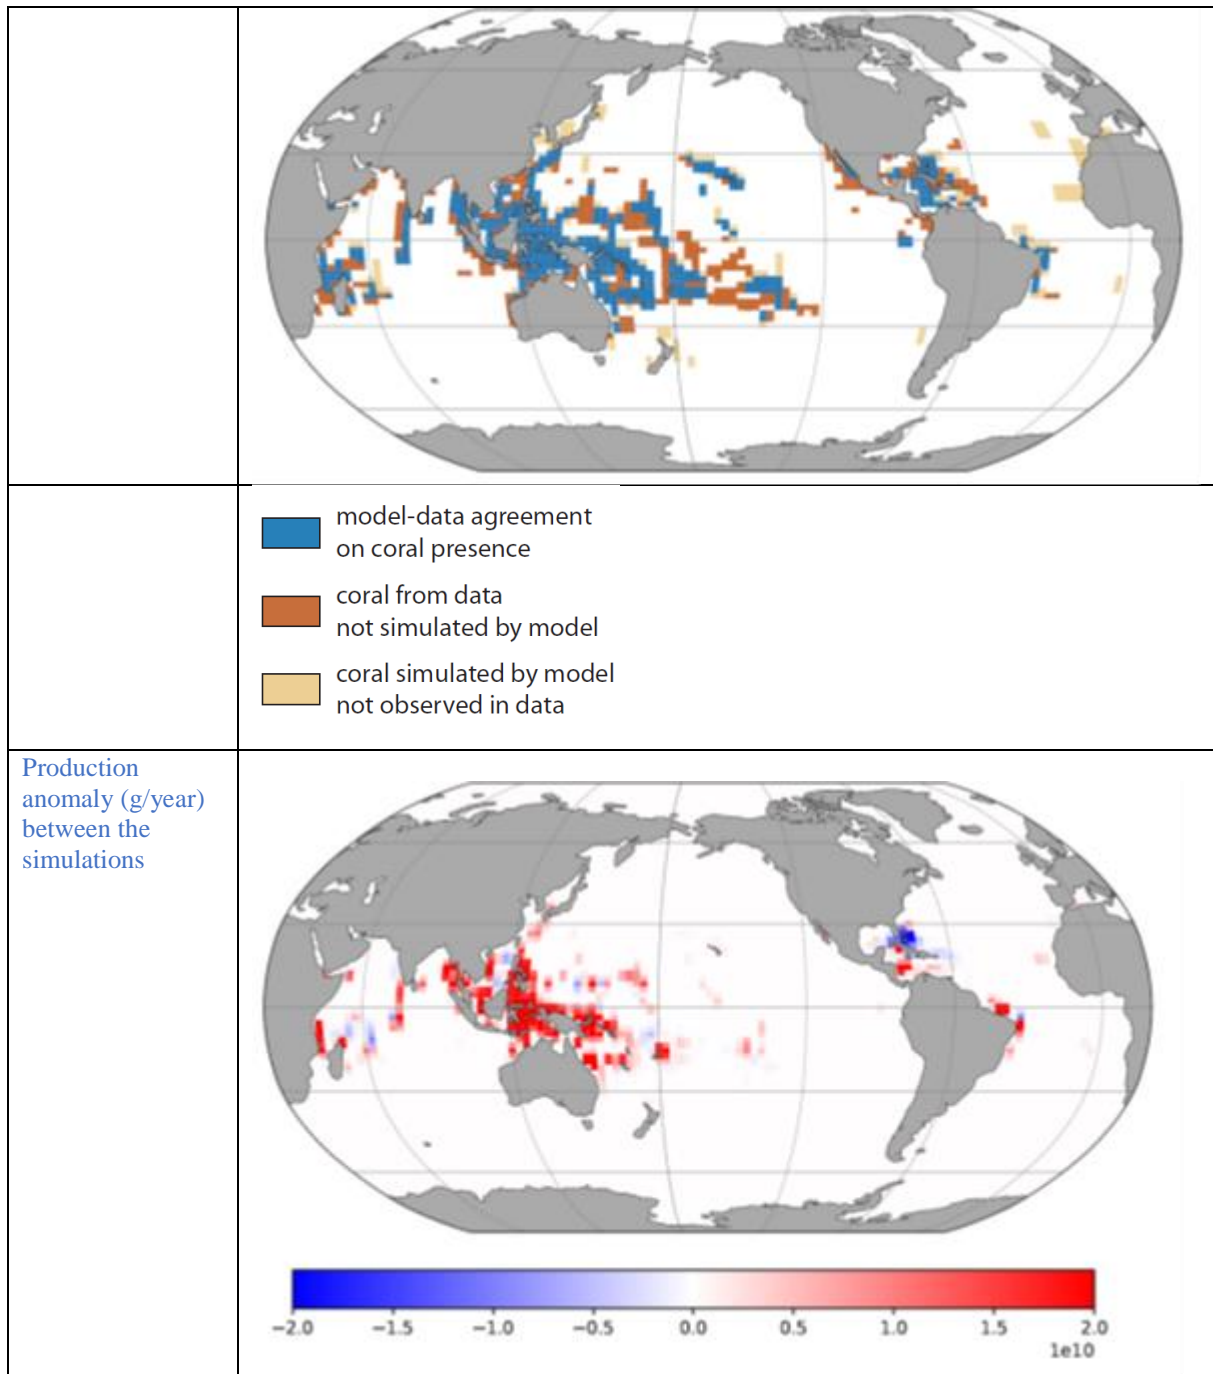 model-data agreement
on coral presence
coral from data
not simulated by model
coral simulated by model
not observed in data
Production
anomaly (g/year)
between the
simulations
−2.0 −1.5 −1.0 −0.5 0.0 0.5 1.0 1.5 2.0
1e10